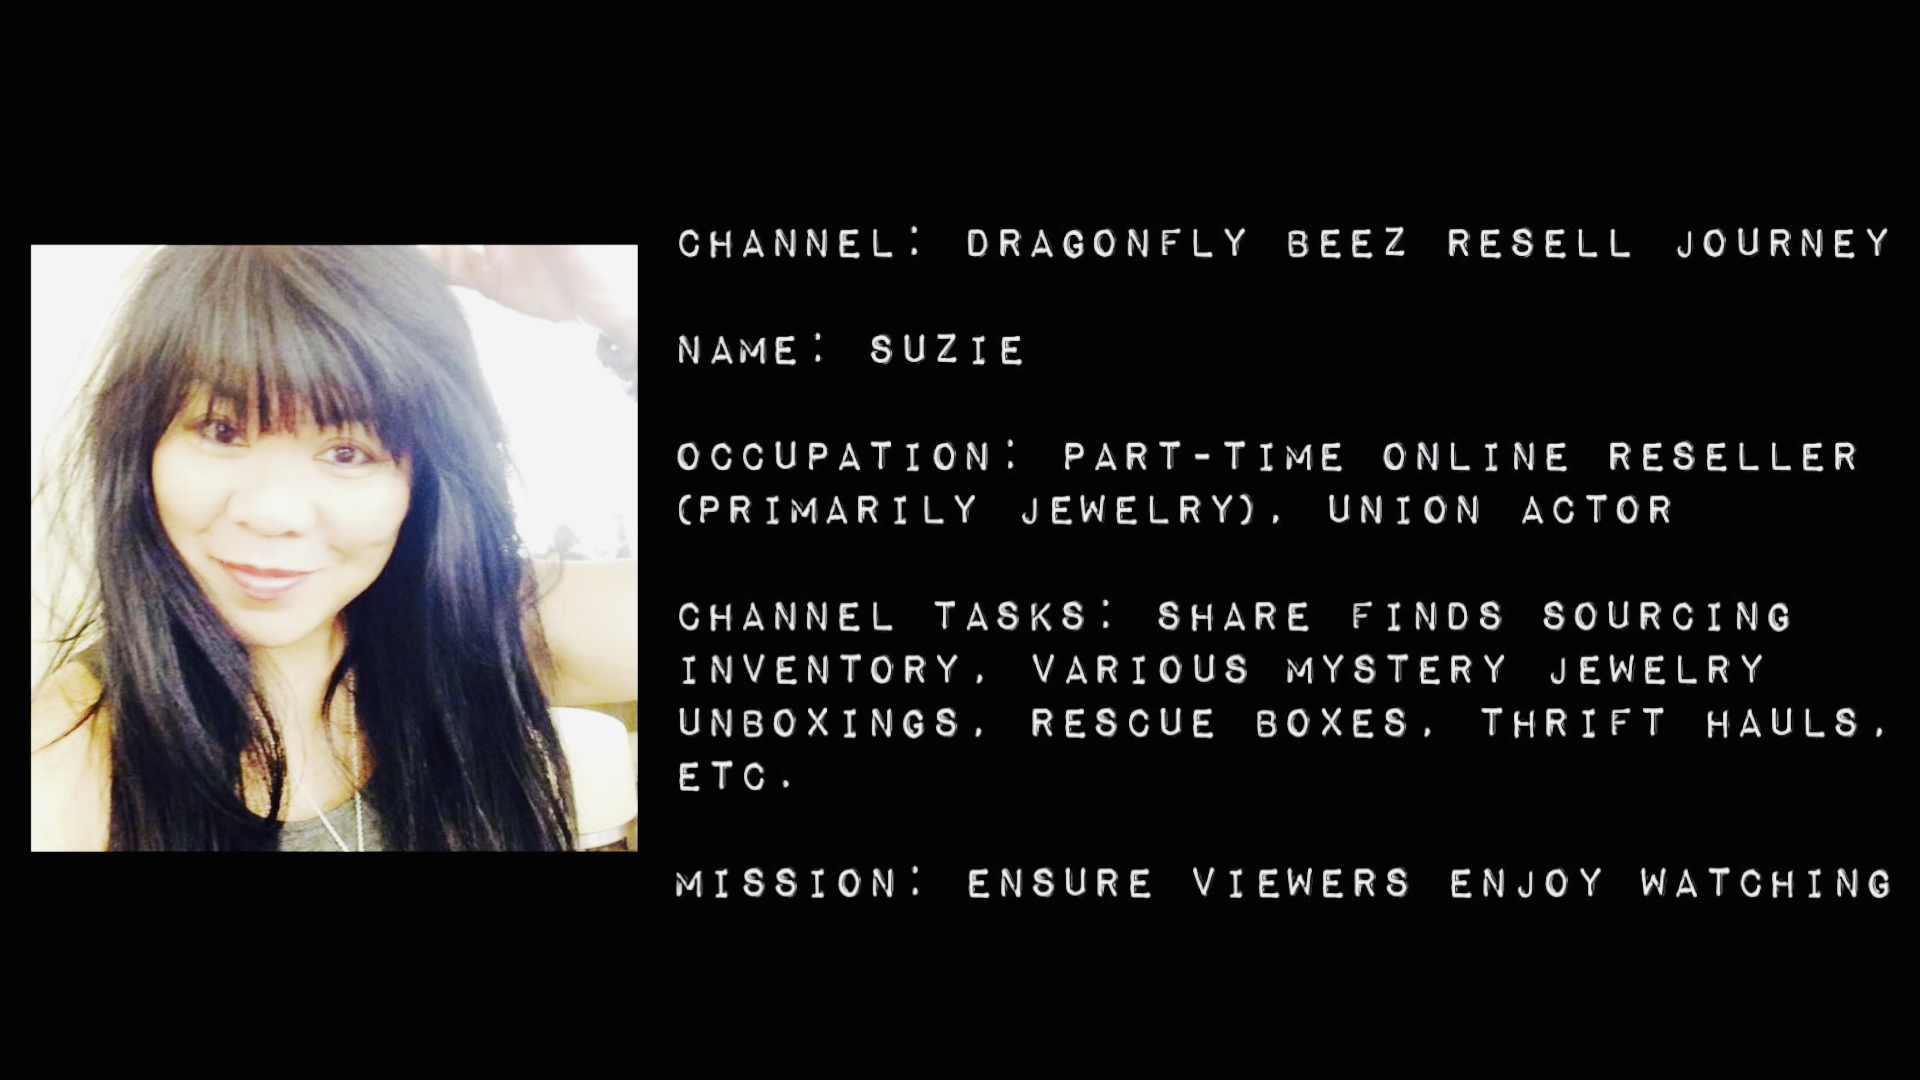 CHANNEL: DRAGONFLY BEEZ RESELL JOURNEY
NAME: SUZIE
OCCUPATION: PART-TIME ONLINE RESELLER
(PRIMARILY JEWELRY), UNION ACTOR
CHANNEL TASKS: SHARE FINDS SOURCING
INVENTORY, VARIOUS MYSTERY JEWELRY
UNBOXINGS, RESCUE BOXES, THRIFT HAULS,
ETC.
MISSION: ENSURE VIEWERS ENJOY WATCHING